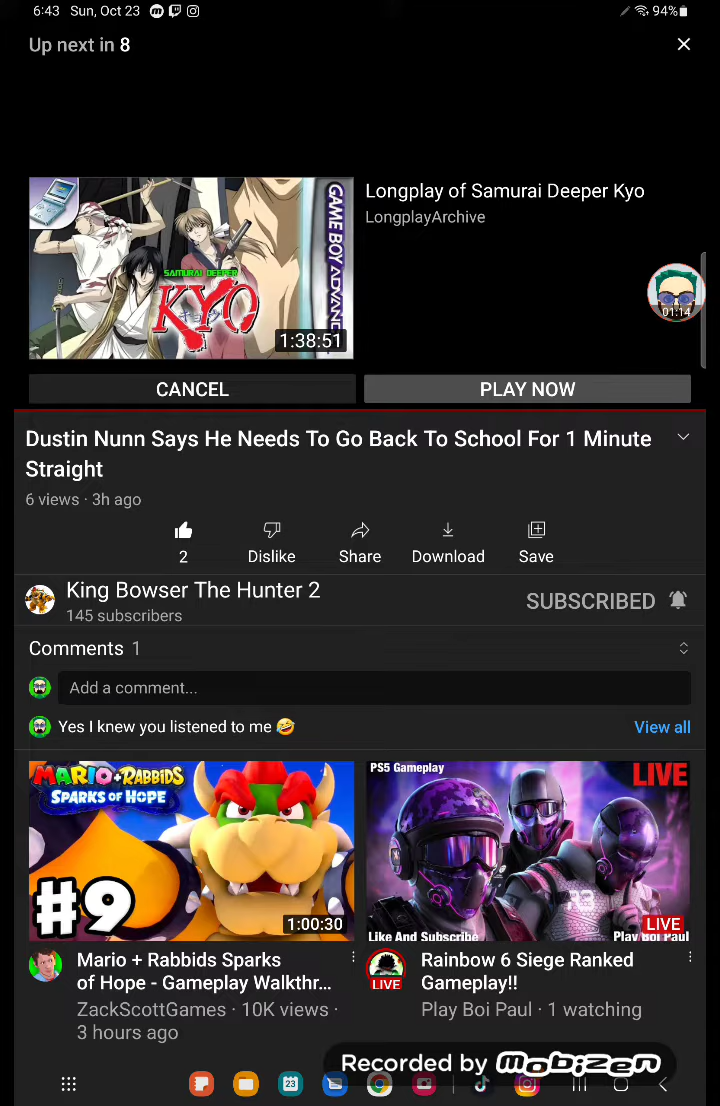 6:43 Sun, Oct 23
94%
Up next in 8
SAMURAI DEEPER
KYO
GAME BOY ADVANC
1:38:51
Longplay of Samurai Deeper Kyo
LongplayArchive
01:14
CANCEL
PLAY NOW
Dustin Nunn Says He Needs To Go Back To School For 1 Minute
Straight
6 views · 3h ago
2
Dislike
Share
Download
Save
King Bowser The Hunter 2
145 subscribers
SUBSCRIBED
Comments 1
Add a comment...
Yes I knew you listened to me 🤣
View all
MARIO+RABBIDS
SPARKS OF HOPE
#9
1:00:30
PS5 Gameplay
LIVE
Like And Subscribe
Play Boi Paul
LIVE
Mario + Rabbids Sparks
of Hope - Gameplay Walkthr...
ZackScottGames · 10K views ·
3 hours ago
LIVE
Rainbow 6 Siege Ranked
Gameplay!!
Play Boi Paul · 1 watching
Recorded by mobizen
23